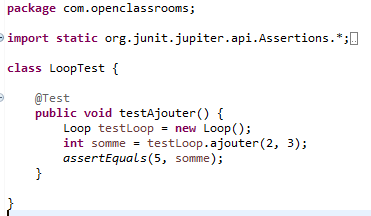 package com.openclassrooms;
import static org.junit.jupiter.api.Assertions.*;
class LoopTest {
@Test
public void testAjouter() {
Loop testLoop = new Loop();
int somme = testLoop.ajouter(2, 3);
assertEquals(5, somme);
}
}